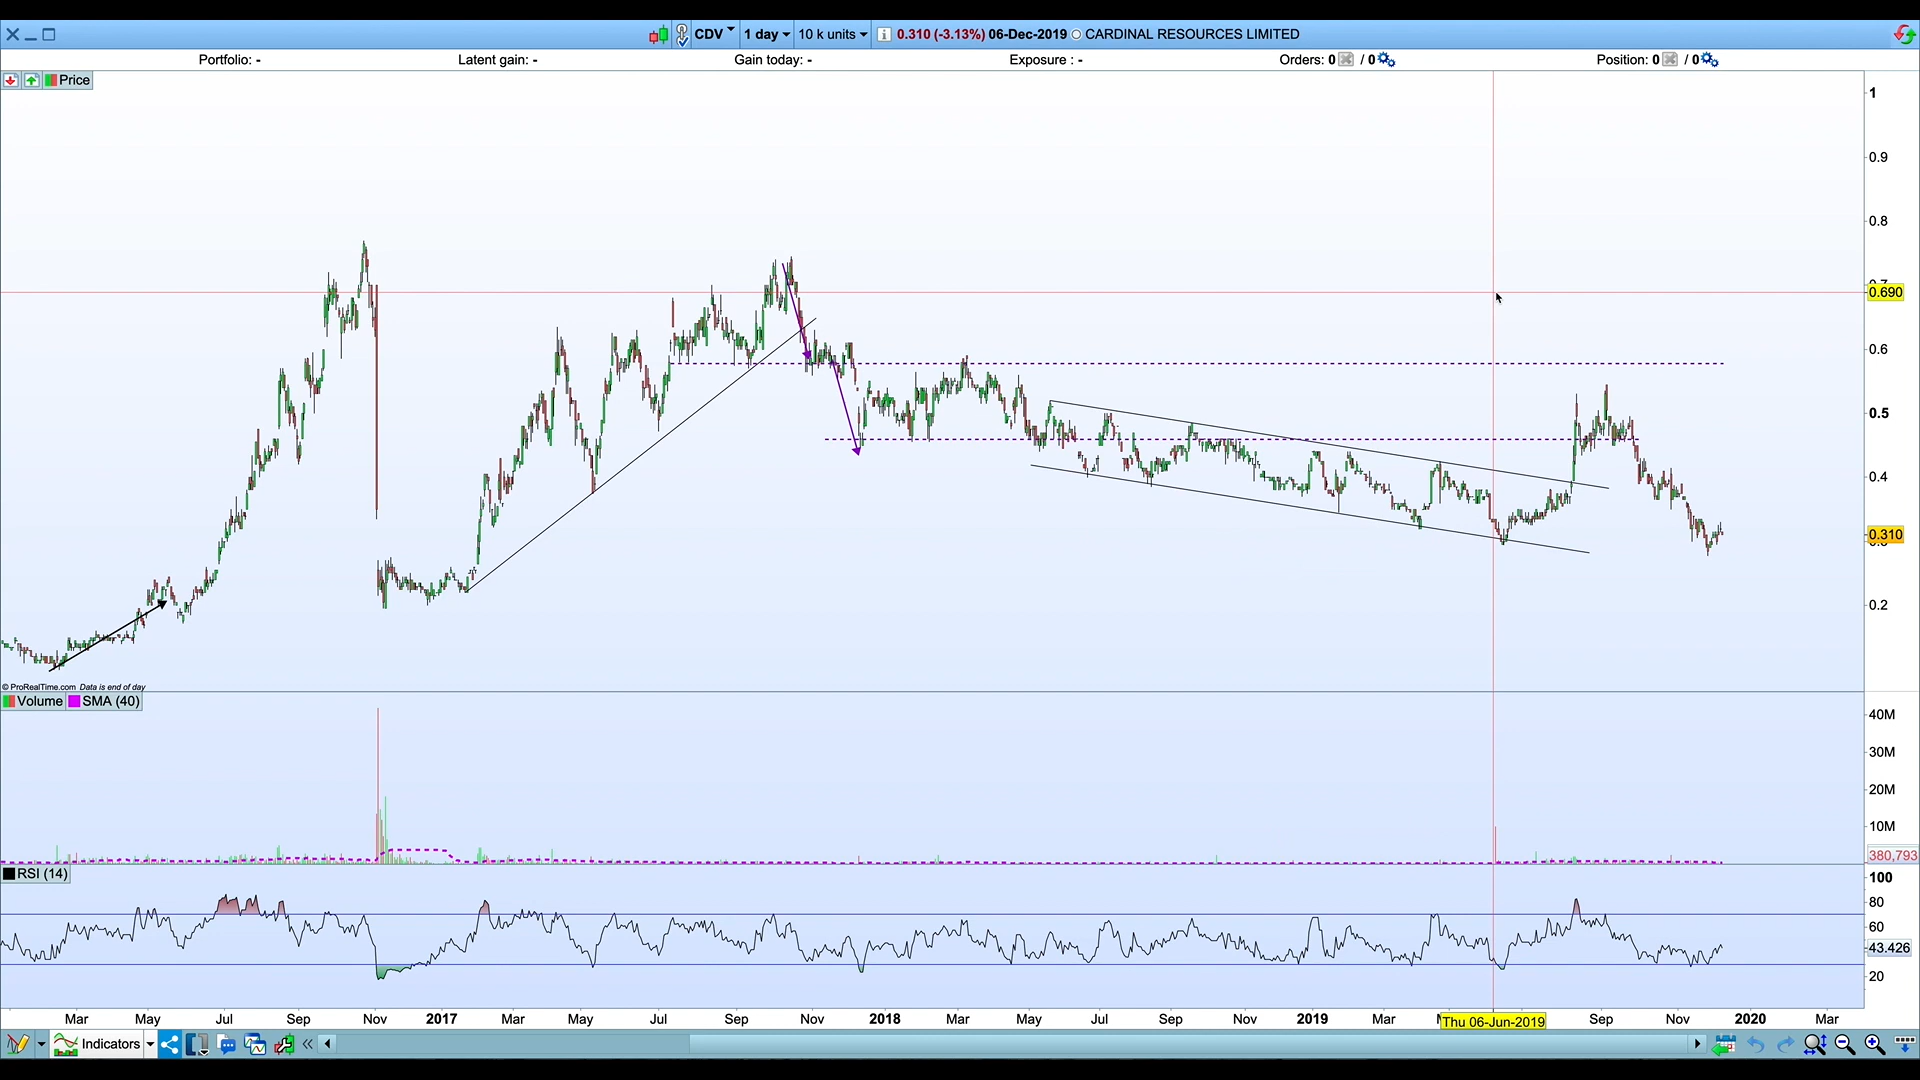 CDV 1 day 10 k units 0.310 (-3.13%) 06-Dec-2019 CARDINAL RESOURCES LIMITED
Portfolio: - Latent gain: - Gain today: - Exposure : - Orders: 0 / 0 Position: 0 / 0
Price
1
0.9
0.8
0.690
0.6
0.5
0.4
0.310
0.2
© ProRealTime.com Data is end of day
Volume SMA (40)
40M
30M
20M
10M
380,793
RSI (14)
100
80
60
43.426
20
Mar May Jul Sep Nov 2017 Mar May Jul Sep Nov 2018 Mar May Jul Sep Nov 2019 Mar Thu 06-Jun-2019 Sep Nov 2020 Mar
Indicators